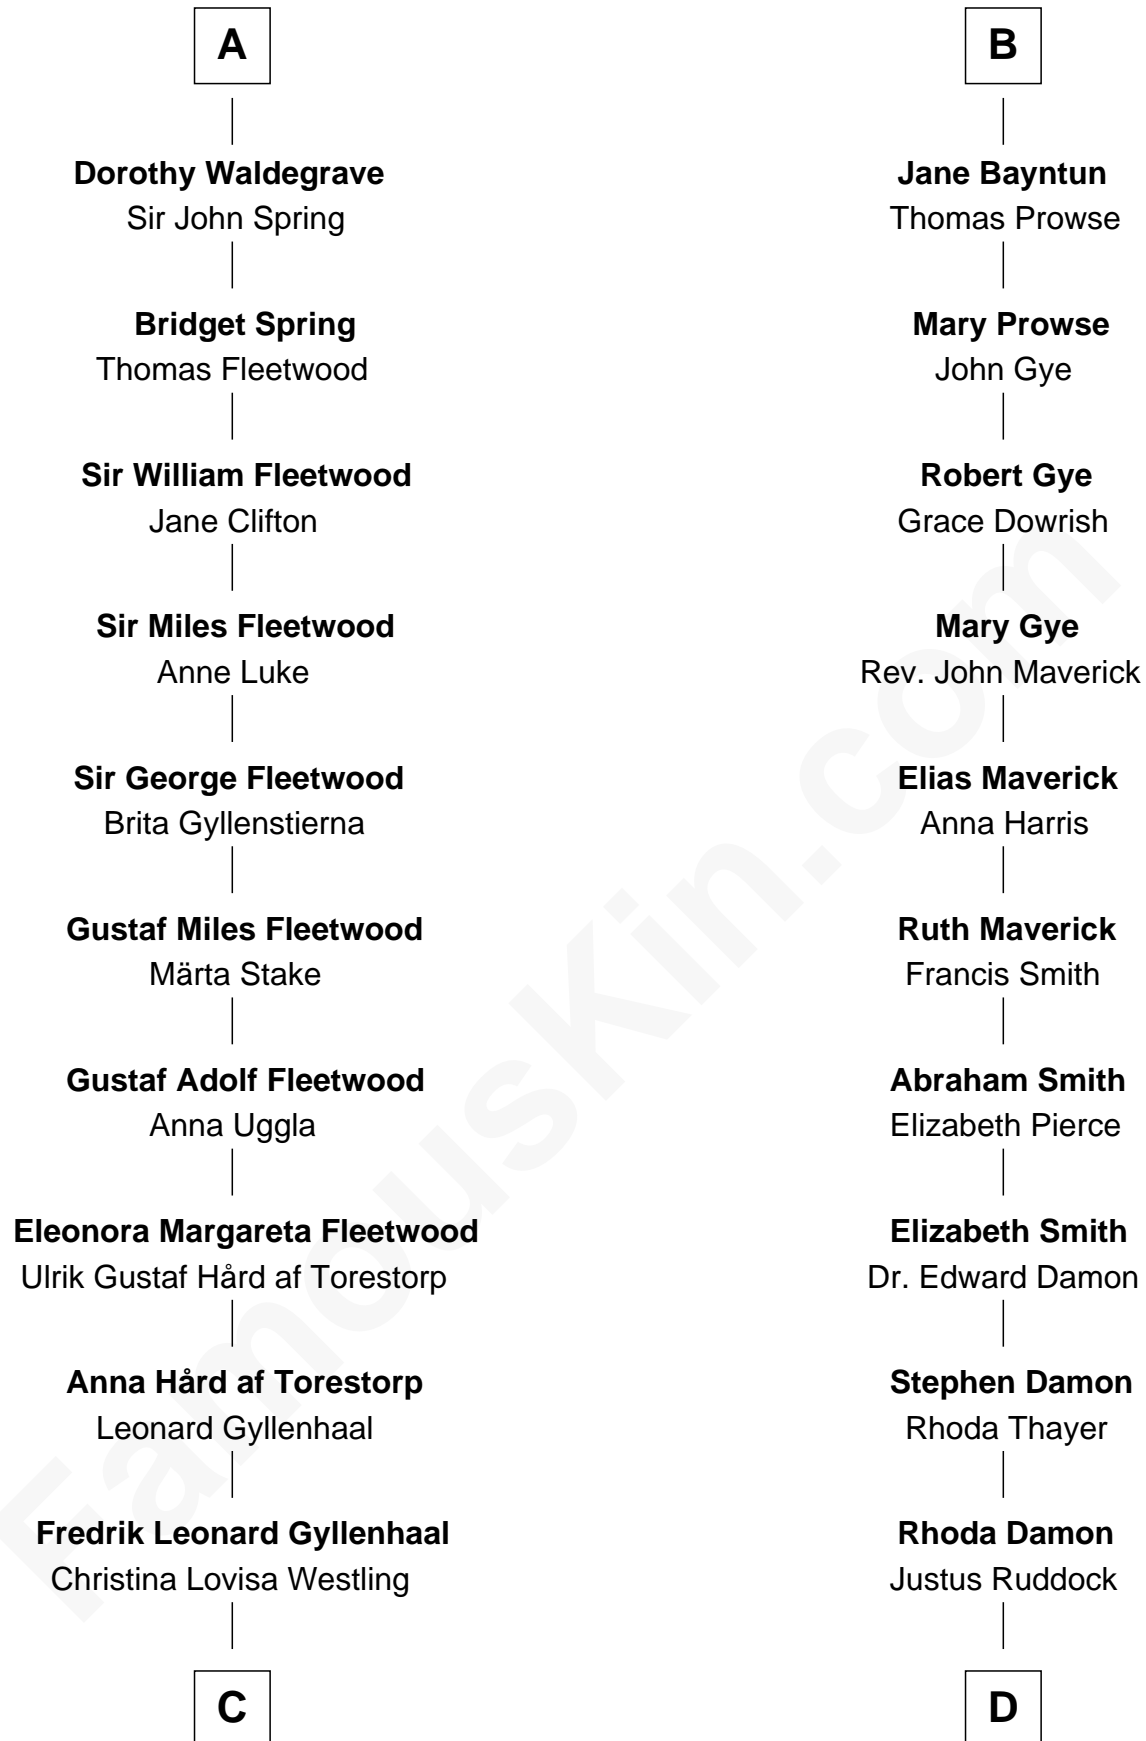 A
Dorothy Waldegrave
Sir John Spring
Bridget Spring
Thomas Fleetwood
Sir William Fleetwood
Jane Clifton
Sir Miles Fleetwood
Anne Luke
Sir George Fleetwood
Brita Gyllenstierna
Gustaf Miles Fleetwood
Märta Stake
Gustaf Adolf Fleetwood
Anna Uggla
Eleonora Margareta Fleetwood
Ulrik Gustaf Hård af Torestorp
Anna Hård af Torestorp
Leonard Gyllenhaal
Fredrik Leonard Gyllenhaal
Christina Lovisa Westling
C
B
Jane Bayntun
Thomas Prowse
Mary Prowse
John Gye
Robert Gye
Grace Dowrish
Mary Gye
Rev. John Maverick
Elias Maverick
Anna Harris
Ruth Maverick
Francis Smith
Abraham Smith
Elizabeth Pierce
Elizabeth Smith
Dr. Edward Damon
Stephen Damon
Rhoda Thayer
Rhoda Damon
Justus Ruddock
D
FamousKin.com